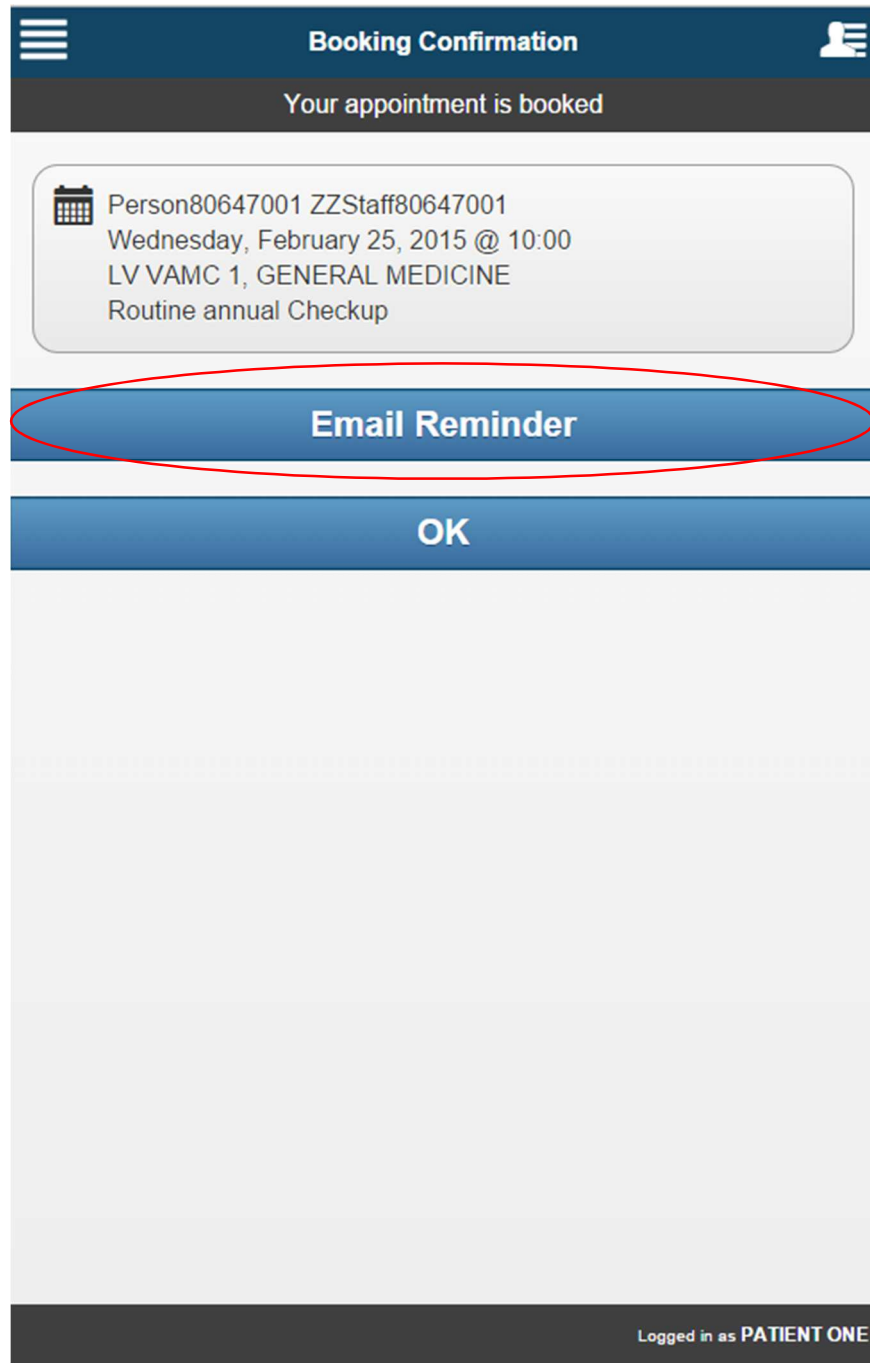 Booking Confirmation
Your appointment is booked
Person80647001 ZZStaff80647001
Wednesday, February 25, 2015 @ 10:00
LV VAMC 1, GENERAL MEDICINE
Routine annual Checkup
Email Reminder
OK
Logged in as PATIENT ONE